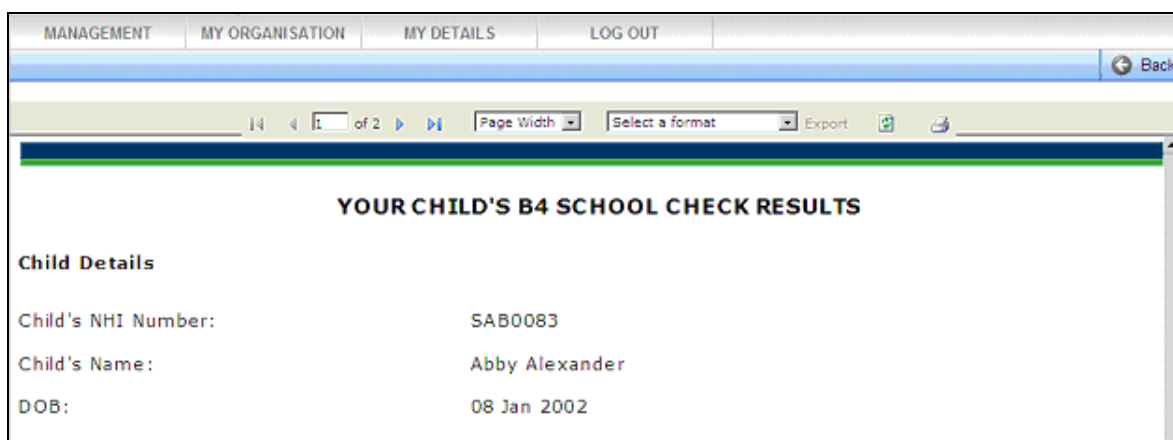 MANAGEMENT MY ORGANISATION MY DETAILS LOG OUT
Back
1 of 2 Page Width Select a format Export
YOUR CHILD'S B4 SCHOOL CHECK RESULTS
Child Details
Child's NHI Number: SAB0083
Child's Name: Abby Alexander
DOB: 08 Jan 2002